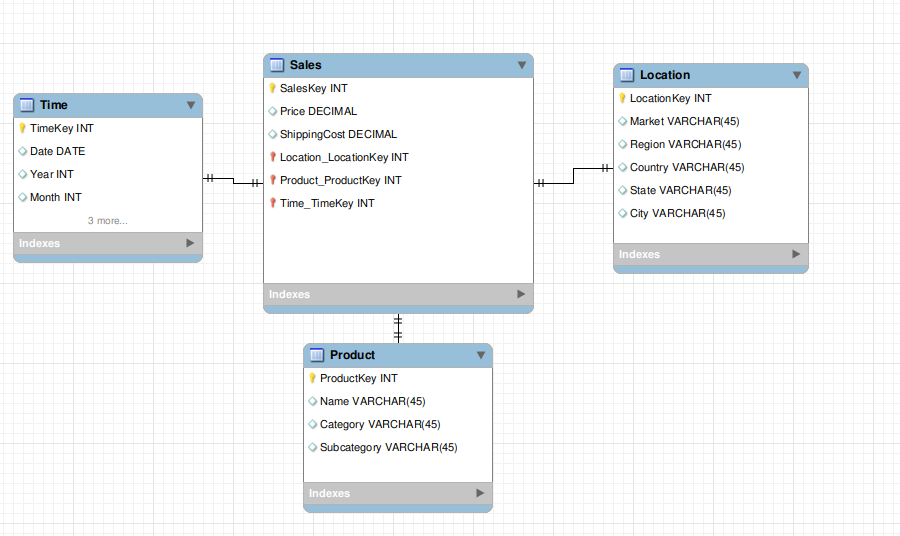 Time
TimeKey INT
Date DATE
Year INT
Month INT
3 more...
Indexes
Sales
SalesKey INT
Price DECIMAL
ShippingCost DECIMAL
Location_LocationKey INT
Product_ProductKey INT
Time_TimeKey INT
Indexes
Location
LocationKey INT
Market VARCHAR(45)
Region VARCHAR(45)
Country VARCHAR(45)
State VARCHAR(45)
City VARCHAR(45)
Indexes
Product
ProductKey INT
Name VARCHAR(45)
Category VARCHAR(45)
Subcategory VARCHAR(45)
Indexes